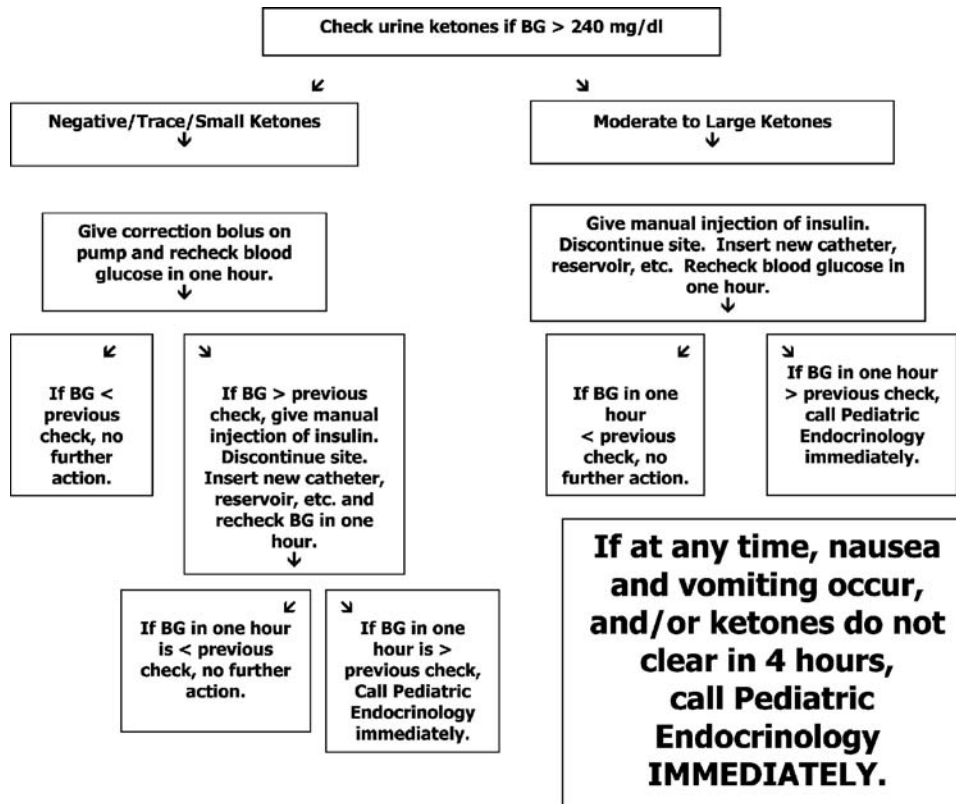 Check urine ketones if BG > 240 mg/dl
Negative/Trace/Small Ketones
Moderate to Large Ketones
Give correction bolus on
pump and recheck blood
glucose in one hour.
Give manual injection of insulin.
Discontinue site. Insert new catheter,
reservoir, etc. Recheck blood glucose in
one hour.
If BG <
previous
check, no
further
action.
If BG > previous
check, give manual
injection of insulin.
Discontinue site.
Insert new catheter,
reservoir, etc. and
recheck BG in one
hour.
If BG in one
hour
< previous
check, no
further action.
If BG in one hour
> previous check,
call Pediatric
Endocrinology
immediately.
If BG in one hour
is < previous
check, no further
action.
If BG in one
hour is >
previous check,
Call Pediatric
Endocrinology
immediately.
If at any time, nausea
and vomiting occur,
and/or ketones do not
clear in 4 hours,
call Pediatric
Endocrinology
IMMEDIATELY.